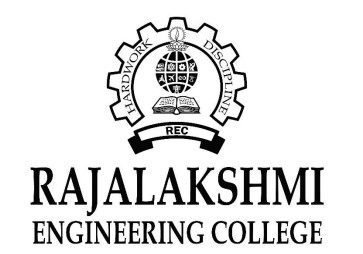 HARDWORK DISCIPLINE
REC
RAJALAKSHMI
ENGINEERING COLLEGE